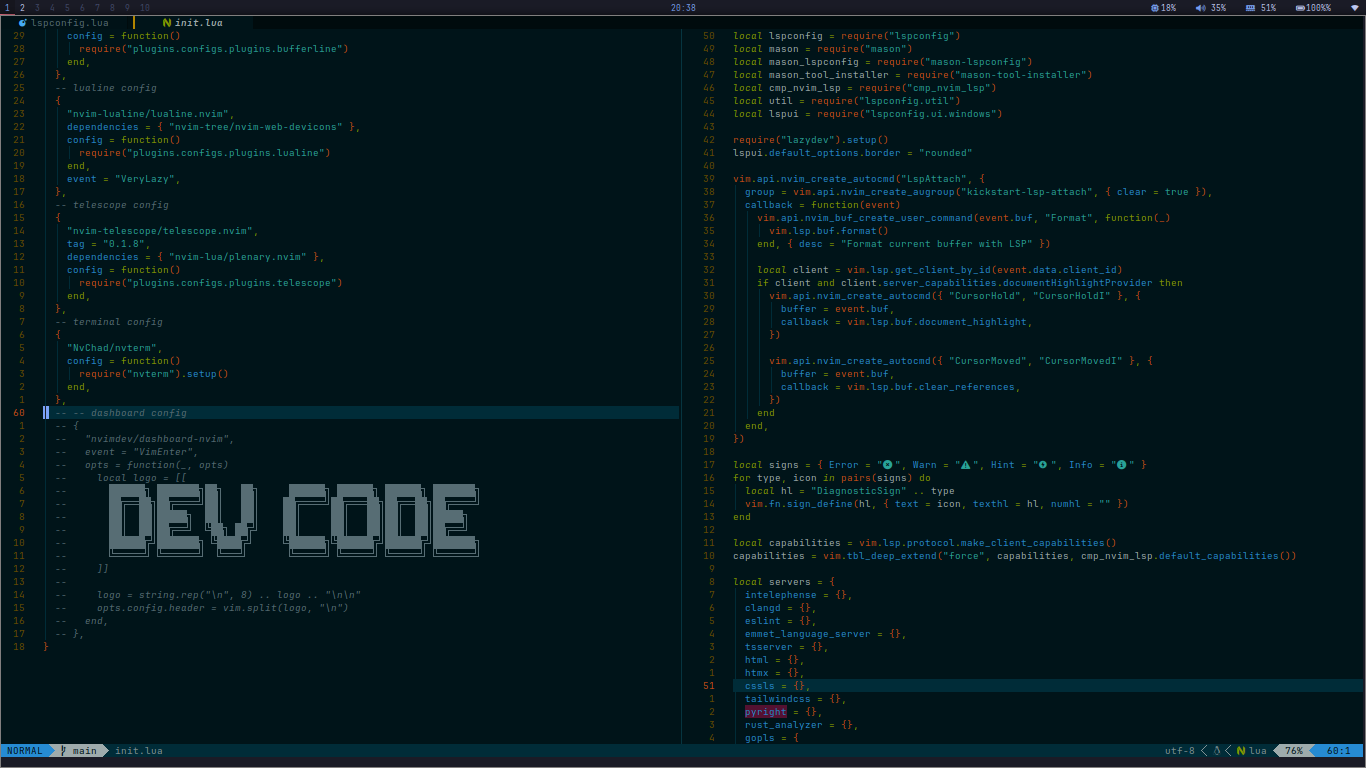 1 2 3 4 5 6 7 8 9 10 20:38 18% 35% 51% 100%%
lspconfig.lua init.lua
29 config = function()
28 require("plugins.configs.plugins.bufferline")
27 end,
26 },
25 -- lualine config
24 {
23 "nvim-lualine/lualine.nvim",
22 dependencies = { "nvim-tree/nvim-web-devicons" },
21 config = function()
20 require("plugins.configs.plugins.lualine")
19 end,
18 event = "VeryLazy",
17 },
16 -- telescope config
15 {
14 "nvim-telescope/telescope.nvim",
13 tag = "0.1.8",
12 dependencies = { "nvim-lua/plenary.nvim" },
11 config = function()
10 require("plugins.configs.plugins.telescope")
9 end,
8 },
7 -- terminal config
6 {
5 "NvChad/nvterm",
4 config = function()
3 require("nvterm").setup()
2 end,
1 },
60 -- -- dashboard config
1 -- {
2 -- "nvimdev/dashboard-nvim",
3 -- event = "VimEnter",
4 -- opts = function(_, opts)
5 -- local logo = [[
6 --
7 --
8 -- DEV CODE
9 --
10 --
11 --
12 -- ]]
13 --
14 -- logo = string.rep("\n", 8) .. logo .. "\n\n"
15 -- opts.config.header = vim.split(logo, "\n")
16 -- end,
17 -- },
18 }
50 local lspconfig = require("lspconfig")
49 local mason = require("mason")
48 local mason_lspconfig = require("mason-lspconfig")
47 local mason_tool_installer = require("mason-tool-installer")
46 local cmp_nvim_lsp = require("cmp_nvim_lsp")
45 local util = require("lspconfig.util")
44 local lspui = require("lspconfig.ui.windows")
43
42 require("lazydev").setup()
41 lspui.default_options.border = "rounded"
40
39 vim.api.nvim_create_autocmd("LspAttach", {
38 group = vim.api.nvim_create_augroup("kickstart-lsp-attach", { clear = true }),
37 callback = function(event)
36 vim.api.nvim_buf_create_user_command(event.buf, "Format", function(_)
35 vim.lsp.buf.format()
34 end, { desc = "Format current buffer with LSP" })
33
32 local client = vim.lsp.get_client_by_id(event.data.client_id)
31 if client and client.server_capabilities.documentHighlightProvider then
30 vim.api.nvim_create_autocmd({ "CursorHold", "CursorHoldI" }, {
29 buffer = event.buf,
28 callback = vim.lsp.buf.document_highlight,
27 })
26
25 vim.api.nvim_create_autocmd({ "CursorMoved", "CursorMovedI" }, {
24 buffer = event.buf,
23 callback = vim.lsp.buf.clear_references,
22 })
21 end
20 end,
19 })
18
17 local signs = { Error = " ", Warn = " ", Hint = " ", Info = " " }
16 for type, icon in pairs(signs) do
15 local hl = "DiagnosticSign" .. type
14 vim.fn.sign_define(hl, { text = icon, texthl = hl, numhl = "" })
13 end
12
11 local capabilities = vim.lsp.protocol.make_client_capabilities()
10 capabilities = vim.tbl_deep_extend("force", capabilities, cmp_nvim_lsp.default_capabilities())
9
8 local servers = {
7 intelephense = {},
6 clangd = {},
5 eslint = {},
4 emmet_language_server = {},
3 tsserver = {},
2 html = {},
1 htmx = {},
51 cssls = {},
1 tailwindcss = {},
2 pyright = {},
3 rust_analyzer = {},
4 gopls = {
NORMAL main init.lua utf-8 lua 76% 60:1